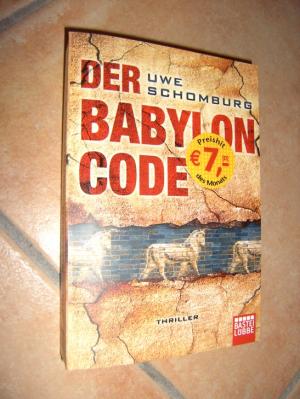 DER UWE
SCHOMBURG
BABYLON
CODE
Preishit
€ 7,-
des Monats
THRILLER
BASTEI
LÜBBE